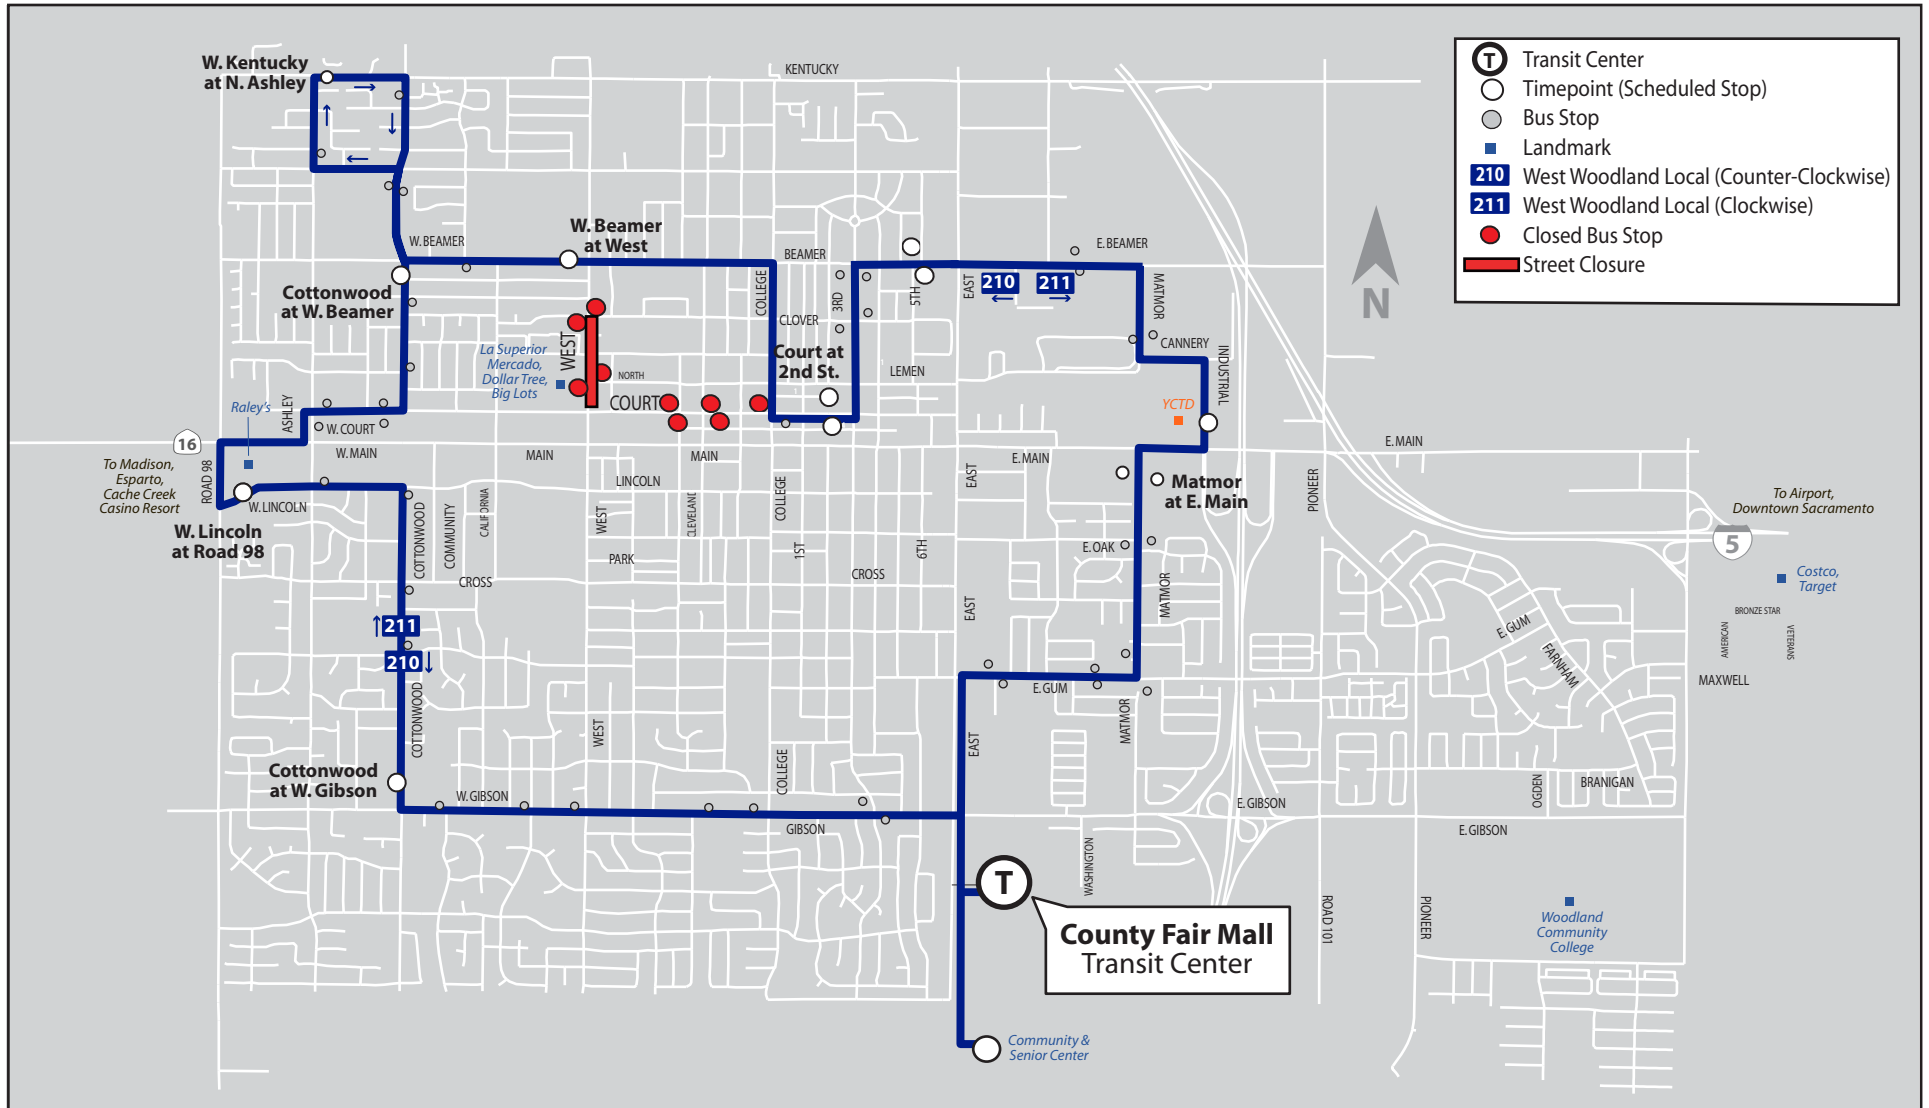 W. Kentucky
at N. Ashley
KENTUCKY
T
Transit Center
Timepoint (Scheduled Stop)
Bus Stop
Landmark
210
West Woodland Local (Counter-Clockwise)
211
West Woodland Local (Clockwise)
Closed Bus Stop
Street Closure
N
W. BEAMER
W. Beamer
at West
BEAMER
E. BEAMER
Cottonwood
at W. Beamer
COLLEGE
3RD
5TH
EAST
210
211
MATMOR
CLOVER
CANNERY
INDUSTRIAL
La Superior
Mercado,
Dollar Tree,
Big Lots
WEST
NORTH
Court at
2nd St.
LEMEN
YCTD
Raley's
ASHLEY
COURT
W. COURT
16
W. MAIN
MAIN
MAIN
E. MAIN
E. MAIN
To Madison,
Esparto,
Cache Creek
Casino Resort
ROAD 98
W. LINCOLN
W. Lincoln
at Road 98
LINCOLN
COTTONWOOD
COMMUNITY
CALIFORNIA
WEST
CLEVELAND
COLLEGE
EAST
Matmor
at E. Main
PIONEER
To Airport,
Downtown Sacramento
5
PARK
1ST
6TH
E. OAK
CROSS
CROSS
MATMOR
EAST
Costco,
Target
BRONZE STAR
AMERICAN
VETERANS
E. GUM
FARNHAM
MAXWELL
211
210
COTTONWOOD
WEST
E. GUM
MATMOR
EAST
COLLEGE
Cottonwood
at W. Gibson
W. GIBSON
GIBSON
E. GIBSON
E. GIBSON
OGDEN
BRANIGAN
WASHINGTON
T
County Fair Mall
Transit Center
ROAD 101
PIONEER
Woodland
Community
College
Community &
Senior Center